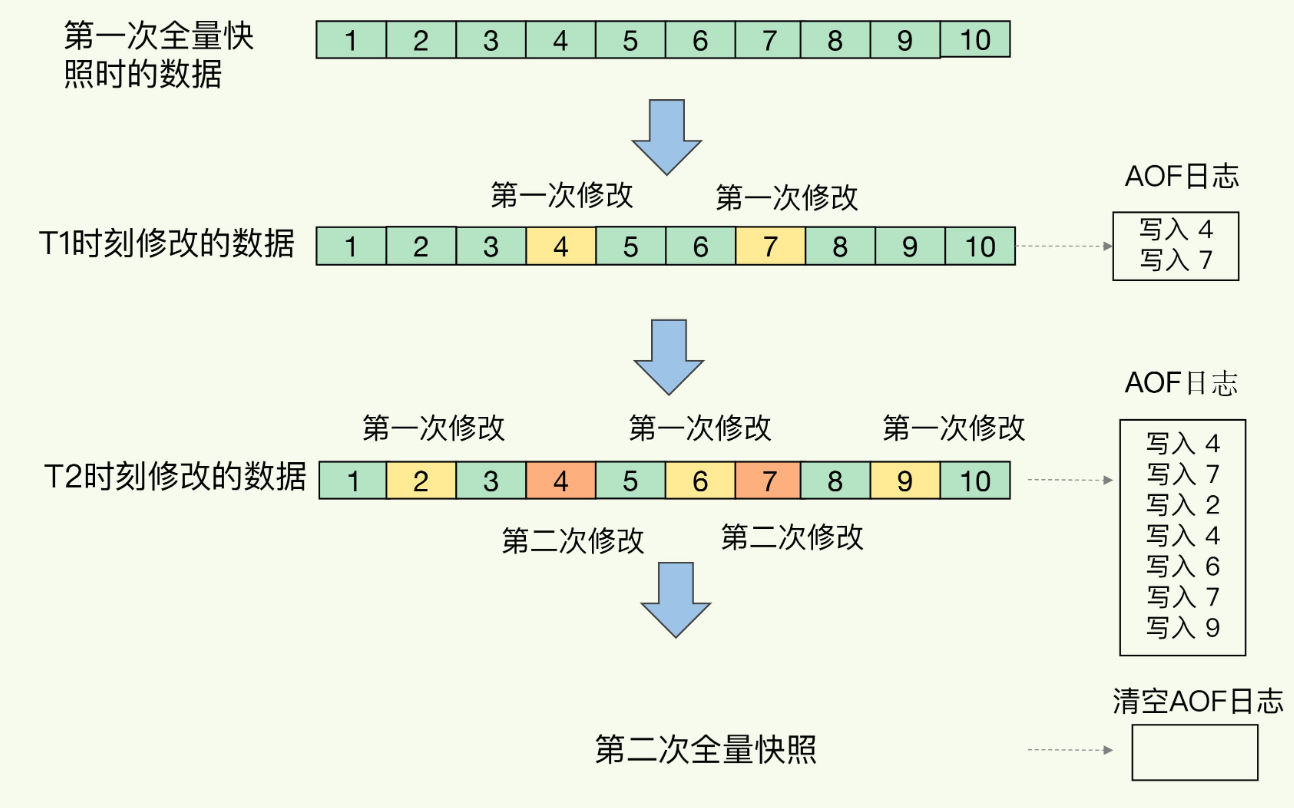 第一次全量快
照时的数据
1 2 3 4 5 6 7 8 9 10
第一次修改 第一次修改
AOF日志
T1时刻修改的数据
1 2 3 4 5 6 7 8 9 10
写入 4
写入 7
AOF日志
第一次修改 第一次修改 第一次修改
T2时刻修改的数据
1 2 3 4 5 6 7 8 9 10
第二次修改 第二次修改
写入 4
写入 7
写入 2
写入 4
写入 6
写入 7
写入 9
清空AOF日志
第二次全量快照